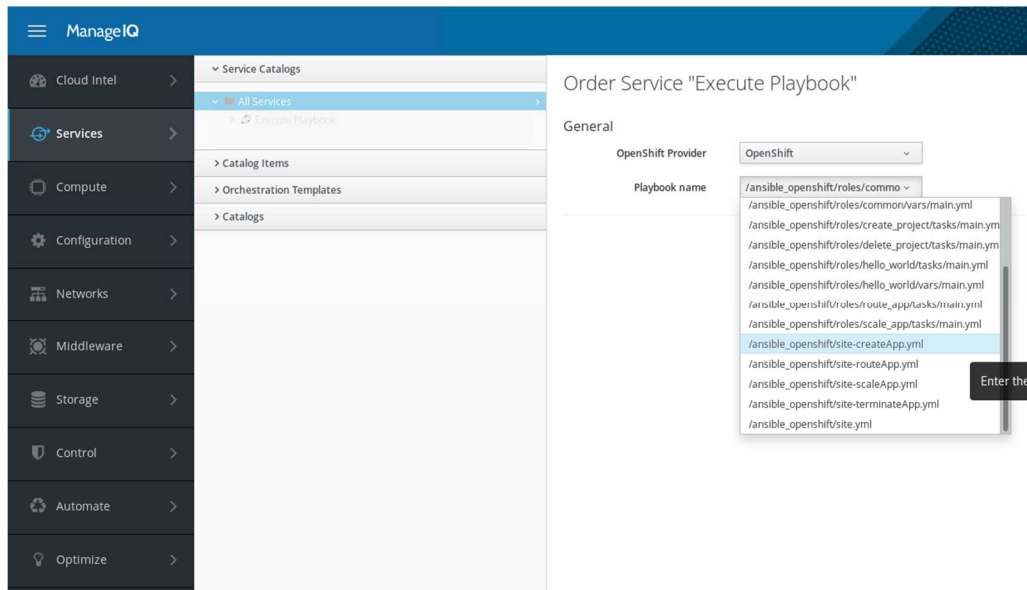 ManageIQ
Cloud Intel
Services
Compute
Configuration
Networks
Middleware
Storage
Control
Automate
Optimize
Service Catalogs
All Services
Execute Playbook
Catalog Items
Orchestration Templates
Catalogs
Order Service "Execute Playbook"
General
OpenShift Provider
OpenShift
Playbook name
/ansible_openshift/roles/commo
/ansible_openshift/roles/common/vars/main.yml
/ansible_openshift/roles/create_project/tasks/main.ym
/ansible_openshift/roles/delete_project/tasks/main.ym
/ansible_openshift/roles/hello_world/tasks/main.yml
/ansible_openshift/roles/hello_world/vars/main.yml
/ansible_openshift/roles/route_app/tasks/main.yml
/ansible_openshift/roles/scale_app/tasks/main.yml
/ansible_openshift/site-createApp.yml
/ansible_openshift/site-routeApp.yml
/ansible_openshift/site-scaleApp.yml
/ansible_openshift/site-terminateApp.yml
/ansible_openshift/site.yml
Enter the